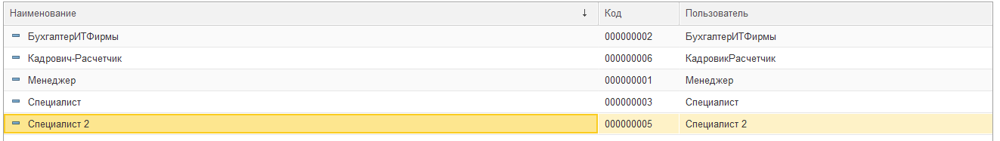 Наименование ↓ Код Пользователь
БухгалтерИТФирмы 000000002 БухгалтерИТФирмы
Кадрович-Расчетчик 000000006 КадровикРасчетчик
Менеджер 000000001 Менеджер
Специалист 000000003 Специалист
Специалист 2 000000005 Специалист 2